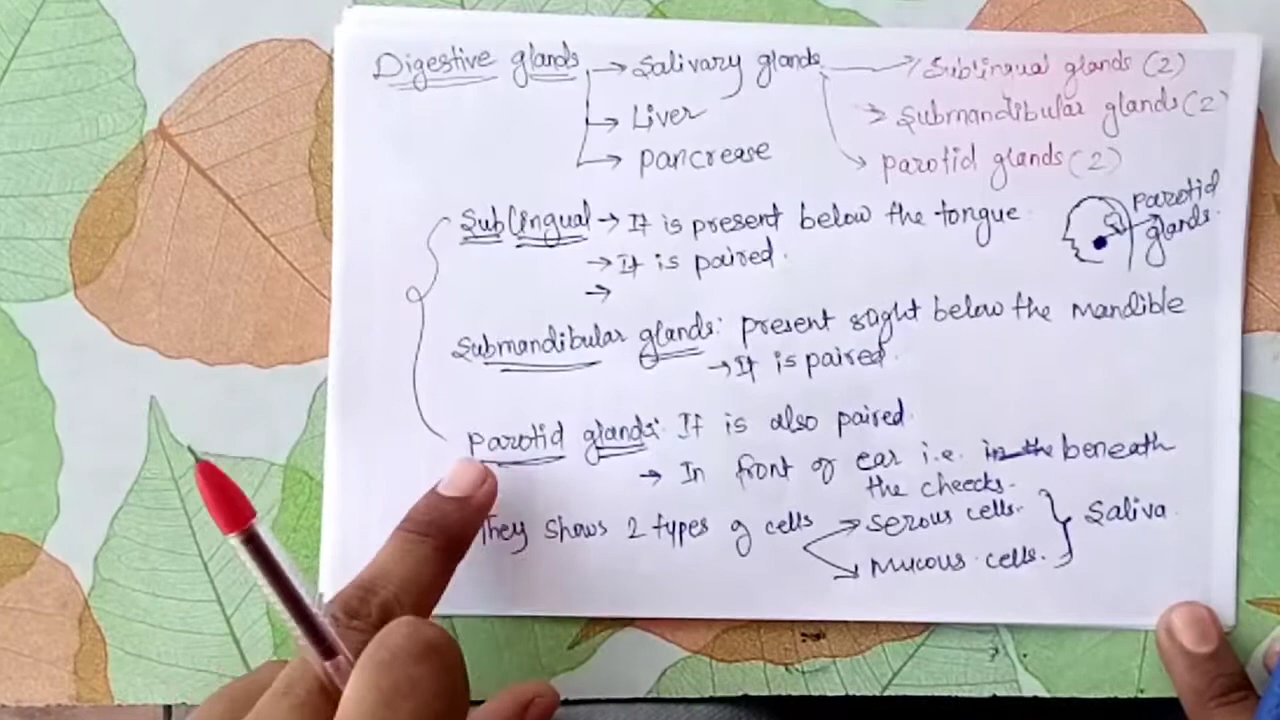 Digestive glands → Salivary glands → Sublingual glands (2)
→ Liver → Submandibular glands (2)
→ pancrease → parotid glands (2)
Sublingual → It is present below the tongue
→ It is paired.
→
parotid
glands.
Submandibular glands: present slight below the mandible
→ It is paired.
parotid glands: It is also paired.
→ In front of ear i.e. in the beneath
the cheecks.
They shows 2 types of cells → Serous cells. } Saliva
→ Mucous cells.